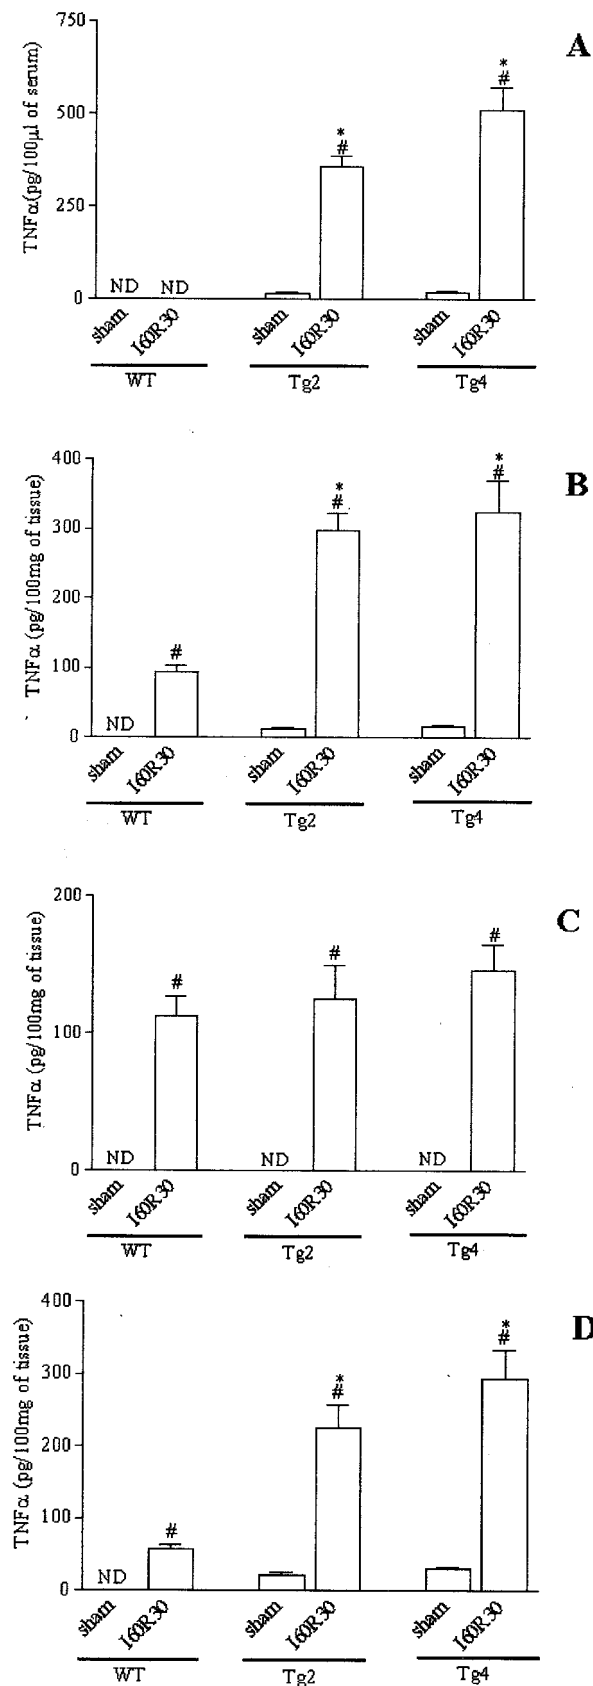 A
TNFα(pg/100µl of serum)
750
500
250
0
ND ND
* #
* #
sham I60R30 sham I60R30 sham I60R30
WT Tg2 Tg4
B
TNFα (pg/100mg of tissue)
400
300
200
100
0
ND
#
* #
* #
sham I60R30 sham I60R30 sham I60R30
WT Tg2 Tg4
C
TNFα (pg/100mg of tissue)
200
100
0
ND ND ND
# # #
sham I60R30 sham I60R30 sham I60R30
WT Tg2 Tg4
D
TNFα (pg/100mg of tissue)
400
300
200
100
0
ND
#
* #
* #
sham I60R30 sham I60R30 sham I60R30
WT Tg2 Tg4